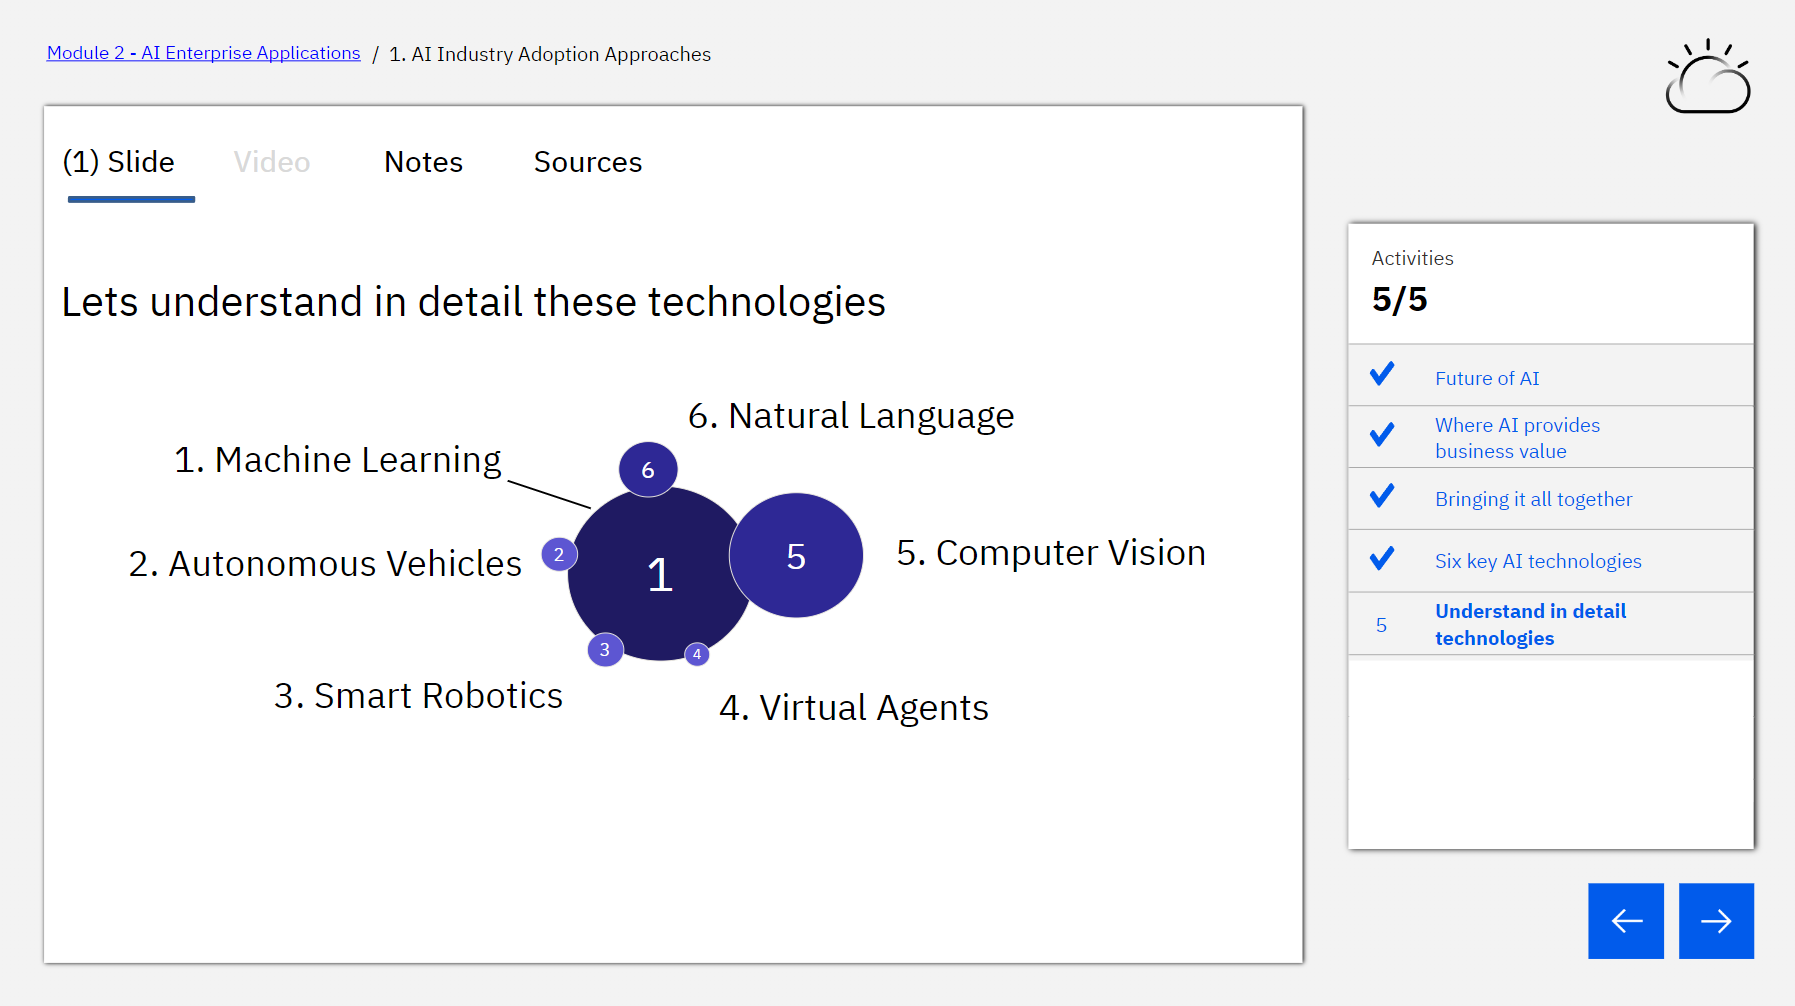 Module 2 - AI Enterprise Applications / 1. AI Industry Adoption Approaches
(1) Slide Video Notes Sources
Lets understand in detail these technologies
6. Natural Language
1. Machine Learning
6
2. Autonomous Vehicles
2
1
5
5. Computer Vision
3
4
3. Smart Robotics
4. Virtual Agents
Activities
5/5
Future of AI
Where AI provides
business value
Bringing it all together
Six key AI technologies
5 Understand in detail
technologies